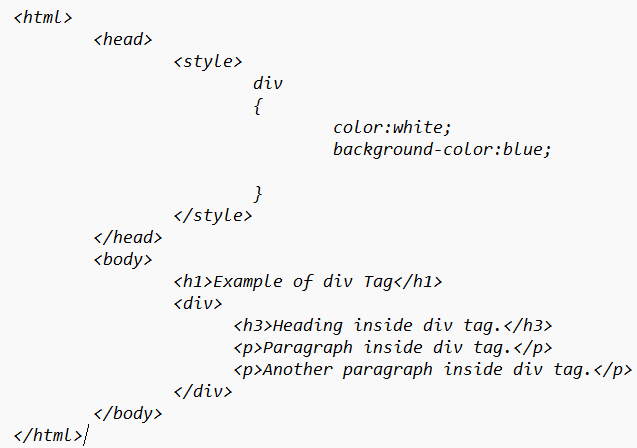 <html>
<head>
<style>
div
{
color:white;
background-color:blue;
}
</style>
</head>
<body>
<h1>Example of div Tag</h1>
<div>
<h3>Heading inside div tag.</h3>
<p>Paragraph inside div tag.</p>
<p>Another paragraph inside div tag.</p>
</div>
</body>
</html>